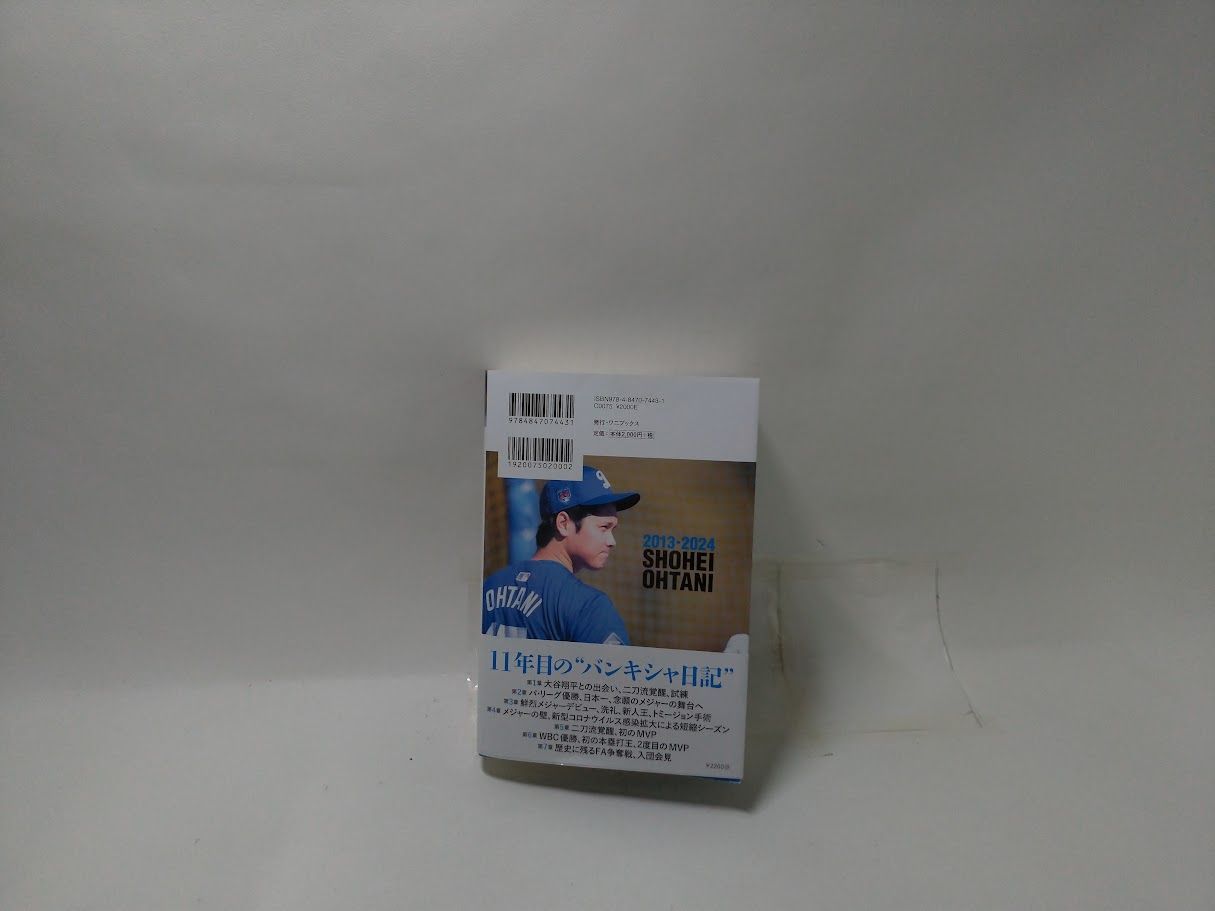 ISBN978-4-8470-7443-1
C0075 ¥2000E
9784847074431
発行・ワニブックス
定価:本体2,000円+税
1920075020002
2013-2024
SHOHEI
OHTANI
OHTANI
11年目の“バンキシャ日記”
第1章 大谷翔平との出会い、二刀流覚醒、試練
第2章 パ・リーグ優勝、日本一、念願のメジャーの舞台へ
第3章 鮮烈メジャーデビュー、洗礼、新人王、トミージョン手術
第4章 メジャーの壁、新型コロナウイルス感染拡大による短縮シーズン
第5章 二刀流覚醒、初のMVP
第6章 WBC優勝、初の本塁打王、2度目のMVP
第7章 歴史に残るFA争奪戦、入団会見